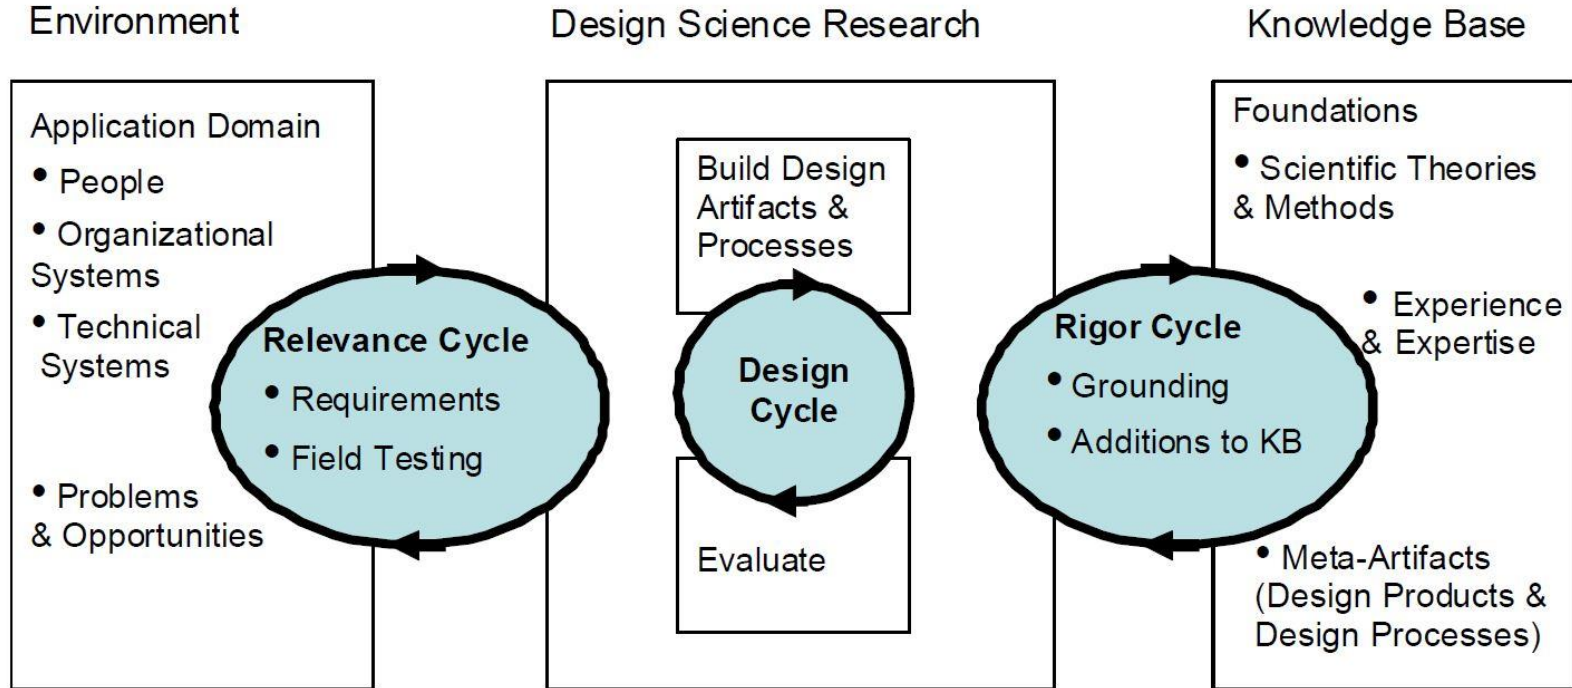 Environment
Design Science Research
Knowledge Base
Application Domain
• People
• Organizational
Systems
• Technical
Systems
• Problems
& Opportunities
Relevance Cycle
• Requirements
• Field Testing
Build Design
Artifacts &
Processes
Design
Cycle
Evaluate
Rigor Cycle
• Grounding
• Additions to KB
Foundations
• Scientific Theories
& Methods
• Experience
& Expertise
• Meta-Artifacts
(Design Products &
Design Processes)